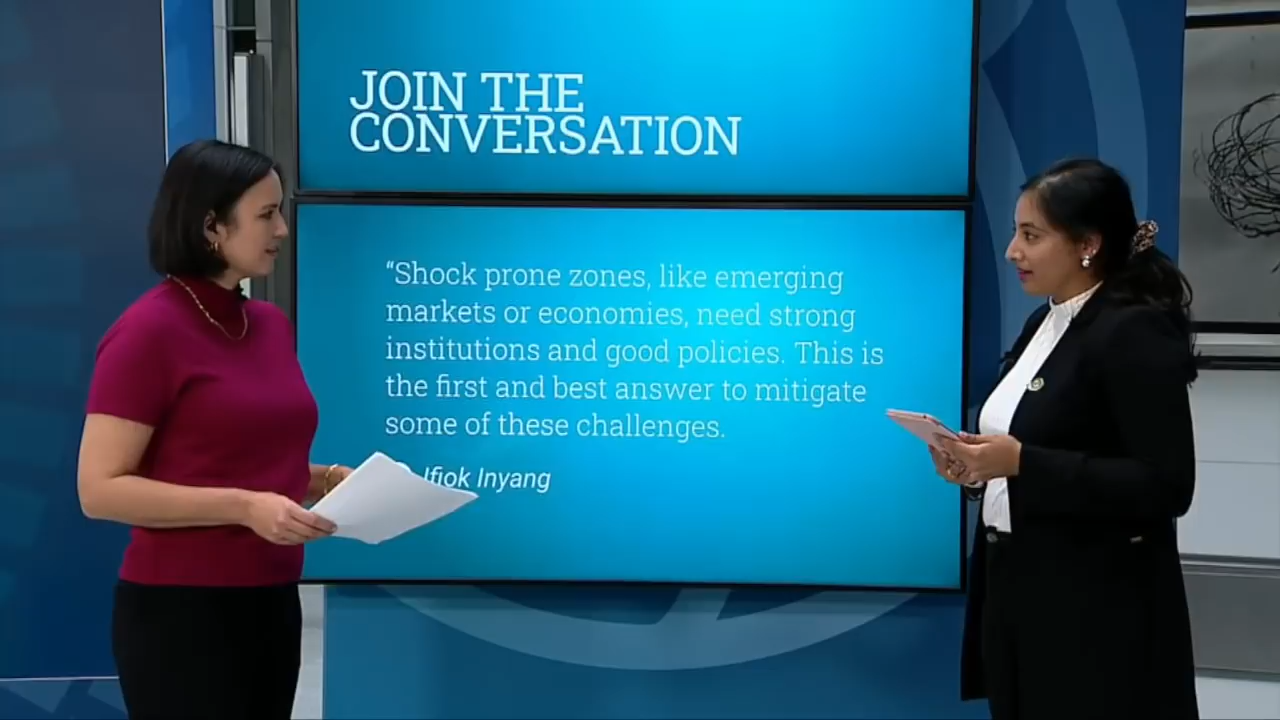 JOIN THE
CONVERSATION
“Shock prone zones, like emerging
markets or economies, need strong
institutions and good policies. This is
the first and best answer to mitigate
some of these challenges.
Ifiok Inyang